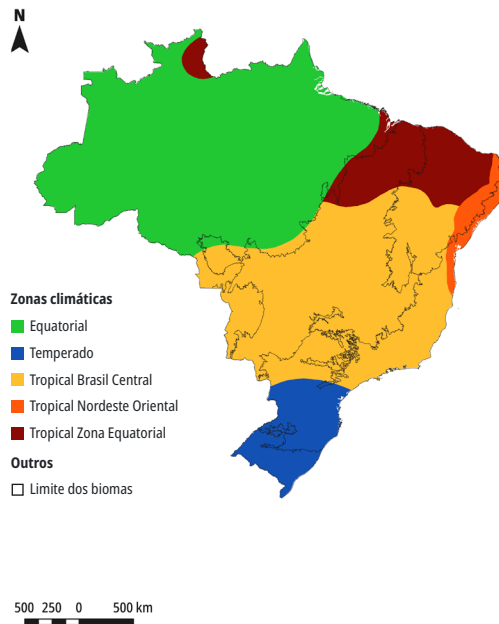 N
Zonas climáticas
Equatorial
Temperado
Tropical Brasil Central
Tropical Nordeste Oriental
Tropical Zona Equatorial
Outros
Limite dos biomas
500 250 0 500 km